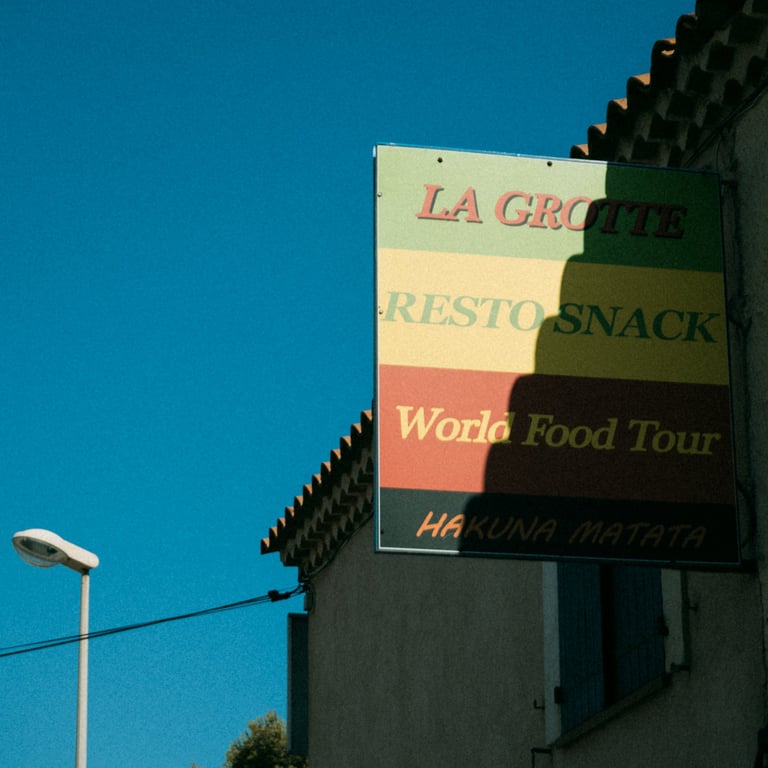 LA GROTTE
RESTO SNACK
World Food Tour
HAKUNA MATATA